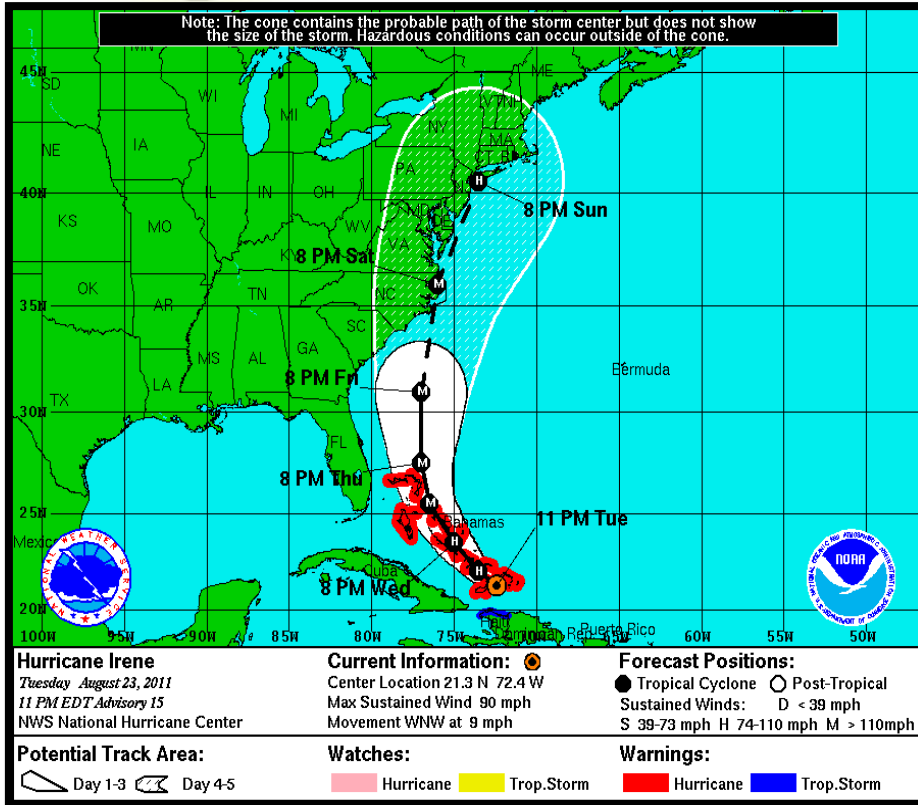 Note: The cone contains the probable path of the storm center but does not show
the size of the storm. Hazardous conditions can occur outside of the cone.
MN
ME
45N
SD
WI
VT
NH
MI
NY
MA
NE
IA
CT
RI
PA
NJ
40N
IL
IN
OH
8 PM Sun
MD
DE
KS
MO
WV
VA
KY
8 PM Sat
OK
TN
NC
AR
35N
SC
MS
AL
GA
8 PM Fri
Bermuda
LA
TX
30N
FL
8 PM Thu
25N
Bahamas
11 PM Tue
Mexico
Cuba
8 PM Wed
20N
Haiti
Puerto Rico
M
M
M
M
H
H
H
NATIONAL WEATHER SERVICE
NOAA
100W
95W
90W
85W
80W
75W
70W
65W
60W
55W
50W
Hurricane Irene
Tuesday August 23, 2011
11 PM EDT Advisory 15
NWS National Hurricane Center
Current Information:
Center Location 21.3 N 72.4 W
Max Sustained Wind 90 mph
Movement WNW at 9 mph
Forecast Positions:
Tropical Cyclone Post-Tropical
Sustained Winds: D < 39 mph
S 39-73 mph H 74-110 mph M > 110mph
Potential Track Area:
Day 1-3 Day 4-5
Watches:
Hurricane Trop.Storm
Warnings:
Hurricane Trop.Storm